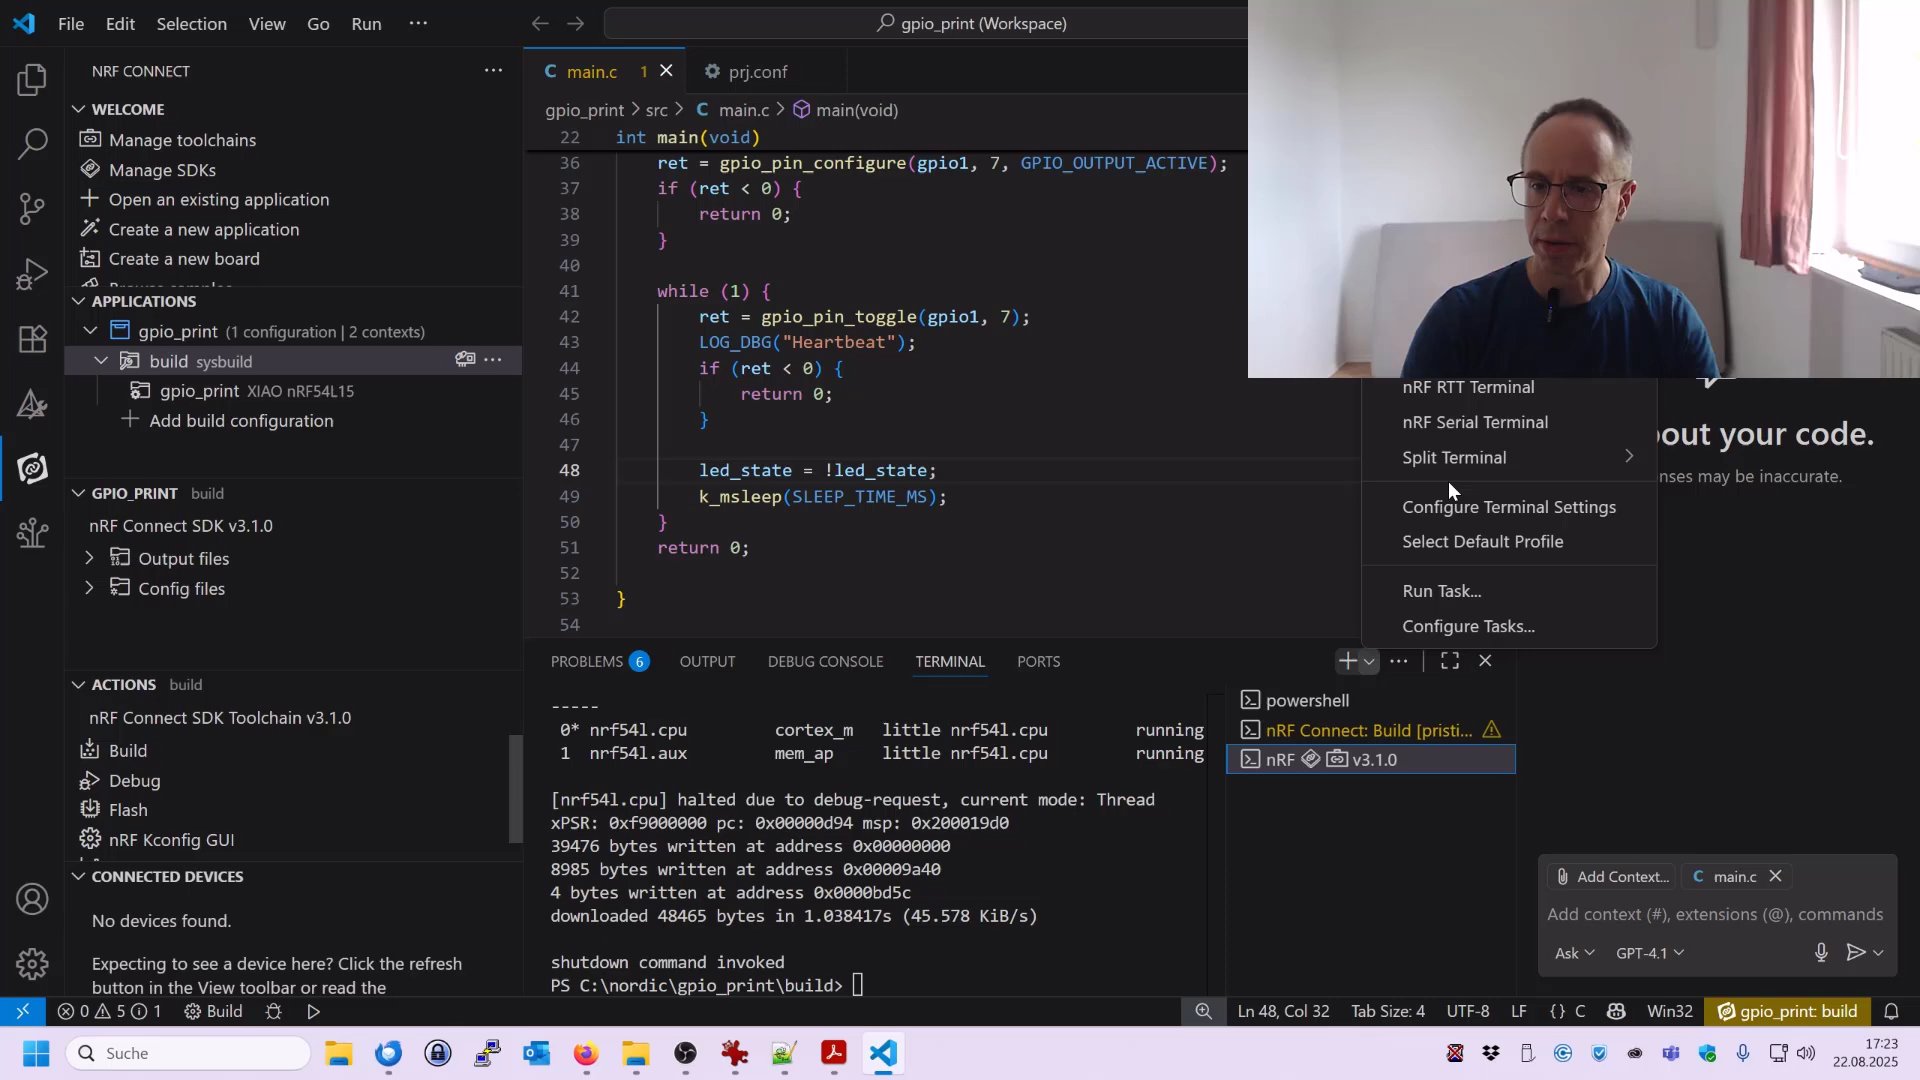 File Edit Selection View Go Run ···
gpio_print (Workspace)
NRF CONNECT
WELCOME
Manage toolchains
Manage SDKs
Open an existing application
Create a new application
Create a new board
APPLICATIONS
gpio_print (1 configuration | 2 contexts)
build sysbuild
gpio_print XIAO nRF54L15
Add build configuration
GPIO_PRINT build
nRF Connect SDK v3.1.0
Output files
Config files
ACTIONS build
nRF Connect SDK Toolchain v3.1.0
Build
Debug
Flash
nRF Kconfig GUI
CONNECTED DEVICES
No devices found.
Expecting to see a device here? Click the refresh
button in the View toolbar or read the
C main.c 1
prj.conf
gpio_print > src > C main.c > main(void)
22 int main(void)
36 ret = gpio_pin_configure(gpio1, 7, GPIO_OUTPUT_ACTIVE);
37 if (ret < 0) {
38 return 0;
39 }
40
41 while (1) {
42 ret = gpio_pin_toggle(gpio1, 7);
43 LOG_DBG("Heartbeat");
44 if (ret < 0) {
45 return 0;
46 }
47
48 led_state = !led_state;
49 k_msleep(SLEEP_TIME_MS);
50 }
51 return 0;
52
53 }
54
nRF RTT Terminal
nRF Serial Terminal
Split Terminal
Configure Terminal Settings
Select Default Profile
Run Task...
Configure Tasks...
out your code.
nses may be inaccurate.
PROBLEMS 6 OUTPUT DEBUG CONSOLE TERMINAL PORTS
-----
0* nrf54l.cpu cortex_m little nrf54l.cpu running
1 nrf54l.aux mem_ap little nrf54l.cpu running
[nrf54l.cpu] halted due to debug-request, current mode: Thread
xPSR: 0xf9000000 pc: 0x00000d94 msp: 0x200019d0
39476 bytes written at address 0x00000000
8985 bytes written at address 0x00009a40
4 bytes written at address 0x0000bd5c
downloaded 48465 bytes in 1.038417s (45.578 KiB/s)
shutdown command invoked
PS C:\nordic\gpio_print\build>
powershell
nRF Connect: Build [pristi...
nRF v3.1.0
Add Context... C main.c
Add context (#), extensions (@), commands
Ask GPT-4.1
0 5 1 Build
Ln 48, Col 32 Tab Size: 4 UTF-8 LF {} C Win32 gpio_print: build
Suche
17:23
22.08.2025